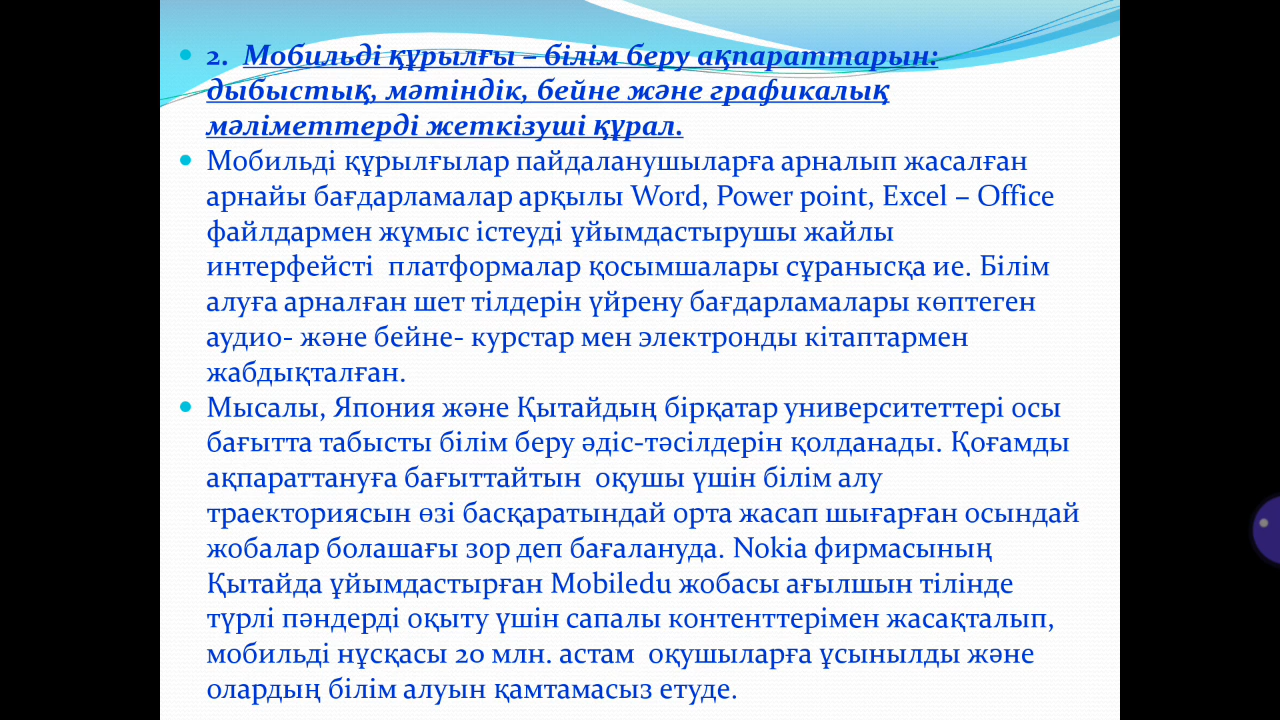 • 2. Мобильді құрылғы – білім беру ақпараттарын:
дыбыстық, мәтіндік, бейне және графикалық
мәліметтерді жеткізуші құрал.
• Мобильді құрылғылар пайдаланушыларға арналып жасалған
арнайы бағдарламалар арқылы Word, Power point, Excel – Office
файлдармен жұмыс істеуді ұйымдастырушы жайлы
интерфейсті платформалар қосымшалары сұранысқа ие. Білім
алуға арналған шет тілдерін үйрену бағдарламалары көптеген
аудио- және бейне- курстар мен электронды кітаптармен
жабдықталған.
• Мысалы, Япония және Қытайдың бірқатар университеттері осы
бағытта табысты білім беру әдіс-тәсілдерін қолданады. Қоғамды
ақпараттануға бағыттайтын оқушы үшін білім алу
траекториясын өзі басқаратындай орта жасап шығарған осындай
жобалар болашағы зор деп бағалануда. Nokia фирмасының
Қытайда ұйымдастырған Mobiledu жобасы ағылшын тілінде
түрлі пәндерді оқыту үшін сапалы контенттерімен жасақталып,
мобильді нұсқасы 20 млн. астам оқушыларға ұсынылды және
олардың білім алуын қамтамасыз етуде.